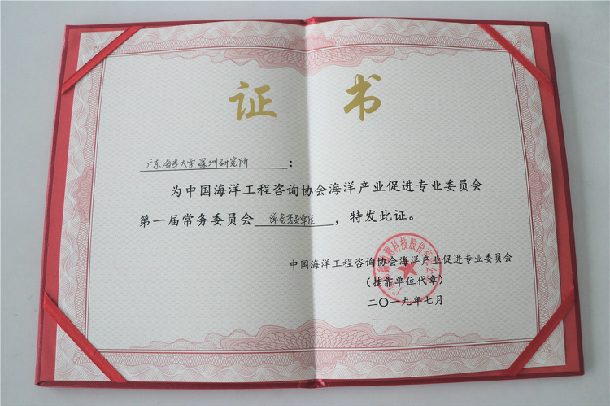 证 书
广东海洋大学深圳研究院：
为中国海洋工程咨询协会海洋产业促进专业委员会
第一届常务委员会，特发此证。
中国海洋工程咨询协会海洋产业促进专业委员会
（挂靠单位代章）
二〇一九年七月